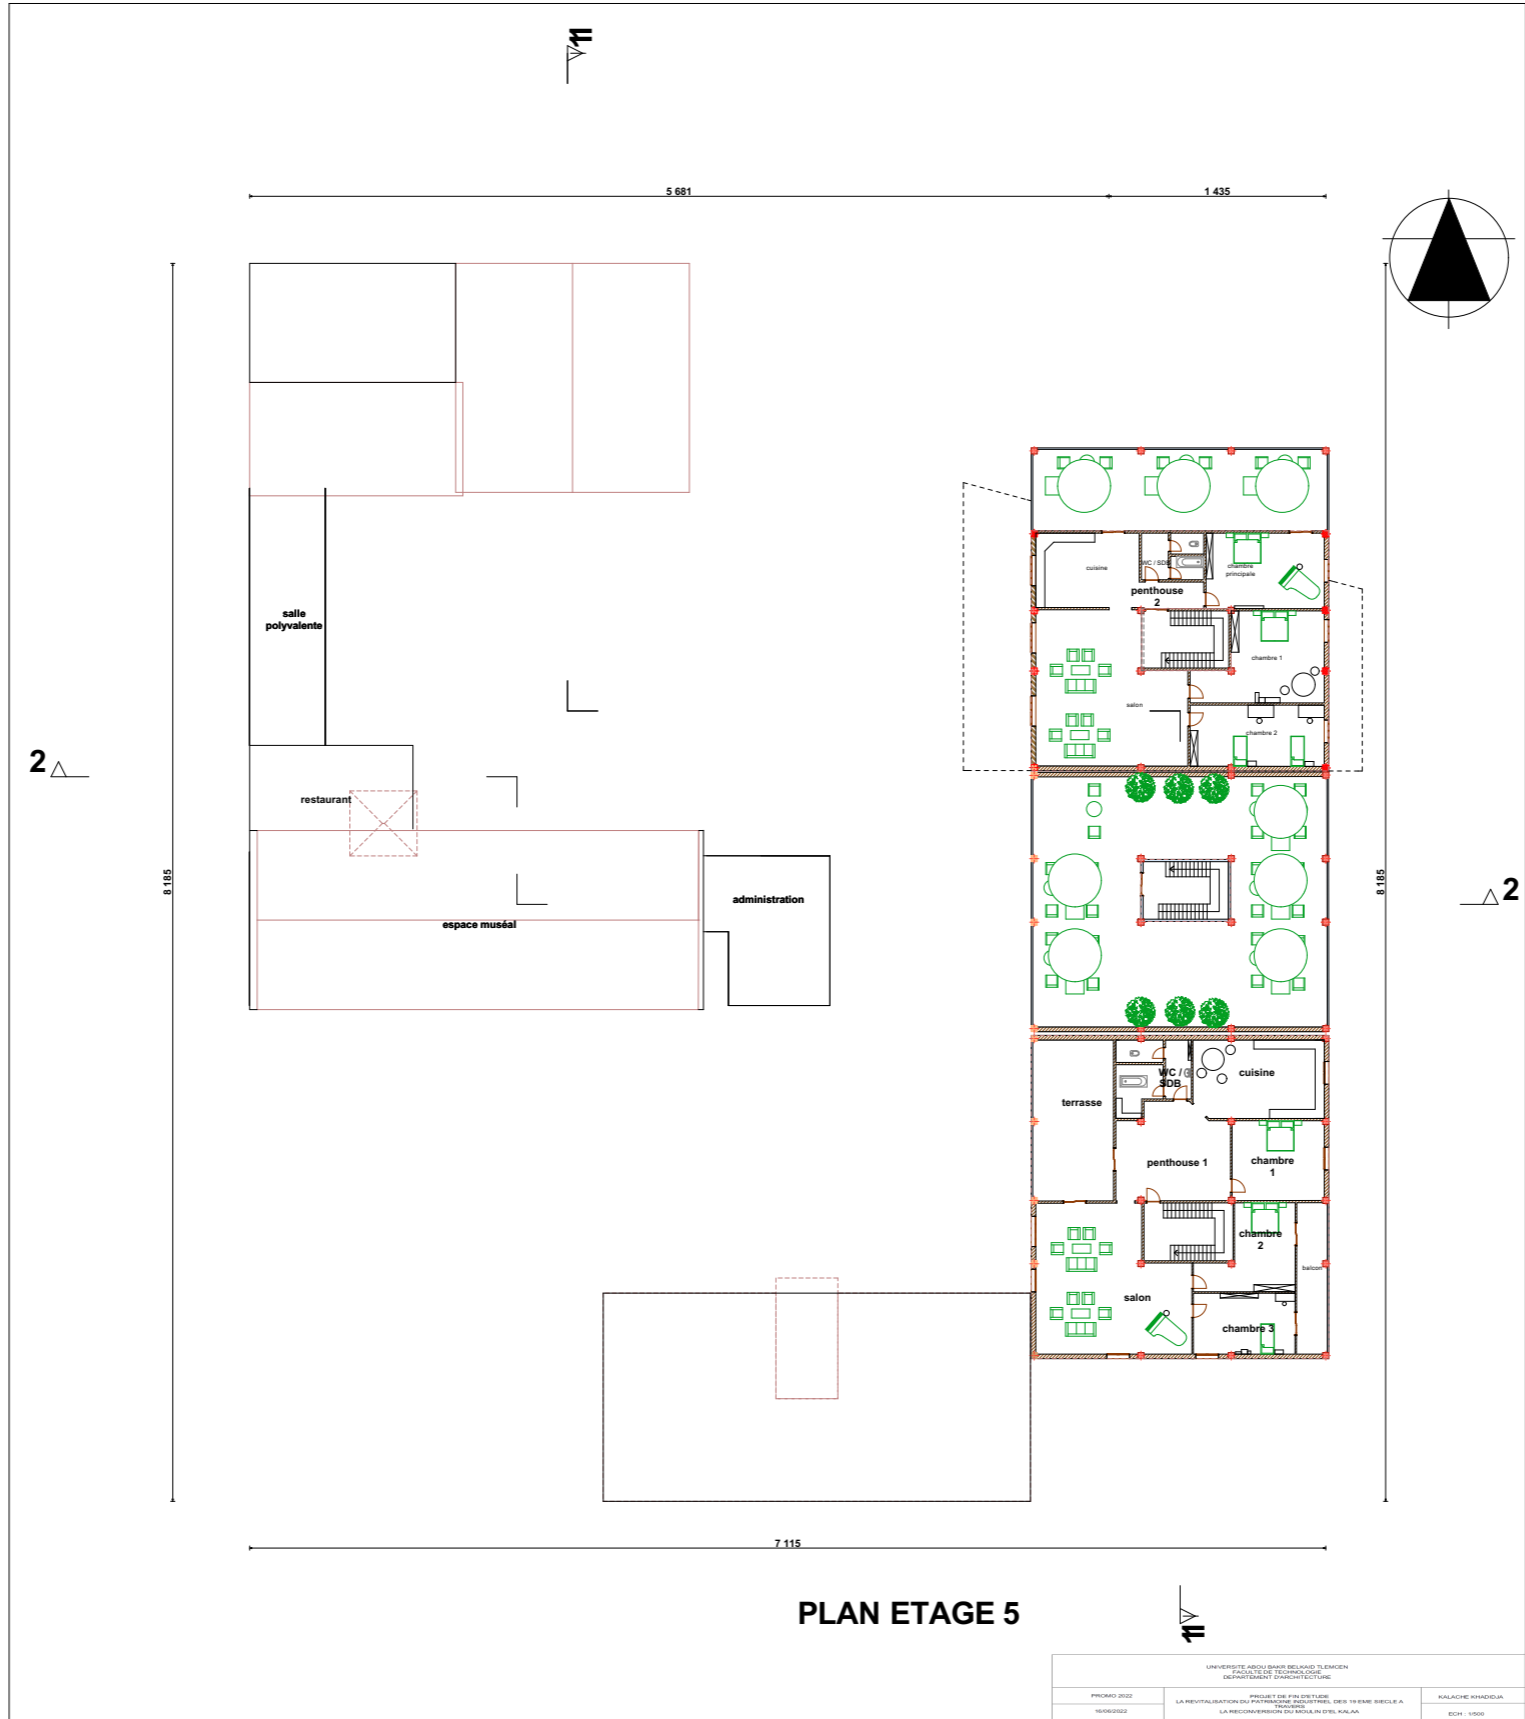 11
5 681
1 435
8 185
8 185
cuisine
WC / SDB
chambre
principale
penthouse
2
salle
polyvalente
chambre 1
salon
chambre 2
2
restaurant
administration
2
espace muséal
WC /
SDB
cuisine
terrasse
penthouse 1
chambre
1
chambre
2
balcon
salon
chambre 3
7 115
PLAN ETAGE 5
11
UNIVERSITE ABOU BAKR BELKAID TLEMCEN
FACULTE DE TECHNOLOGIE
DEPARTEMENT D'ARCHITECTURE
PROMO 2022
PROJET DE FIN D'ETUDE
LA REVITALISATION DU PATRIMOINE INDUSTRIEL DES 19 EME SIECLE A
TRAVERS
LA RECONVERSION DU MOULIN D'EL KALAA
KALACHE KHADIDJA
16/06/2022
ECH : 1/500